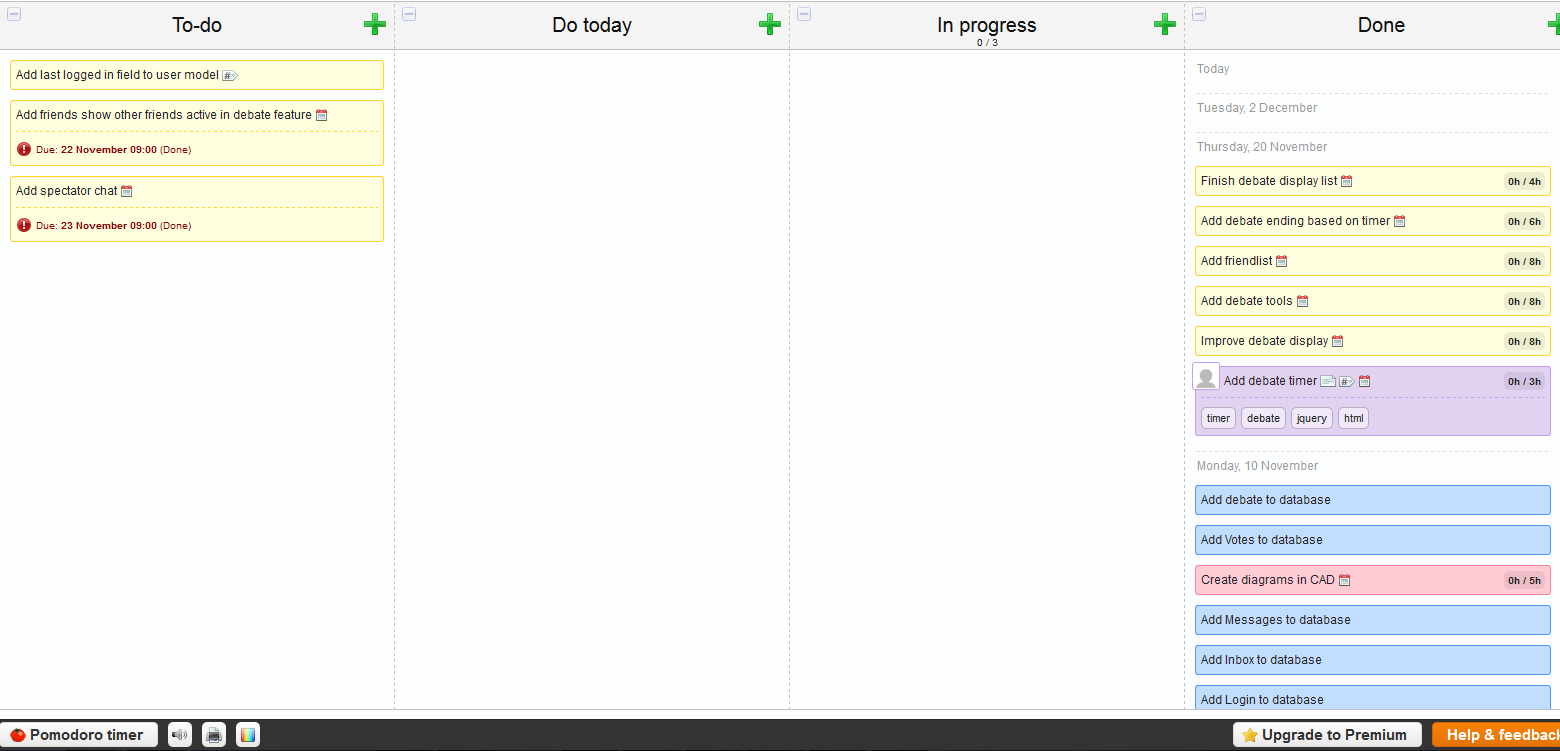 To-do
Add last logged in field to user model #
Add friends show other friends active in debate feature
Due: 22 November 09:00 (Done)
Add spectator chat
Due: 23 November 09:00 (Done)
Do today
In progress
0 / 3
Done
Today
Tuesday, 2 December
Thursday, 20 November
Finish debate display list 0h / 4h
Add debate ending based on timer 0h / 6h
Add friendlist 0h / 8h
Add debate tools 0h / 8h
Improve debate display 0h / 8h
Add debate timer # 0h / 3h
timer debate jquery html
Monday, 10 November
Add debate to database
Add Votes to database
Create diagrams in CAD 0h / 5h
Add Messages to database
Add Inbox to database
Add Login to database
Pomodoro timer Upgrade to Premium Help & feedback